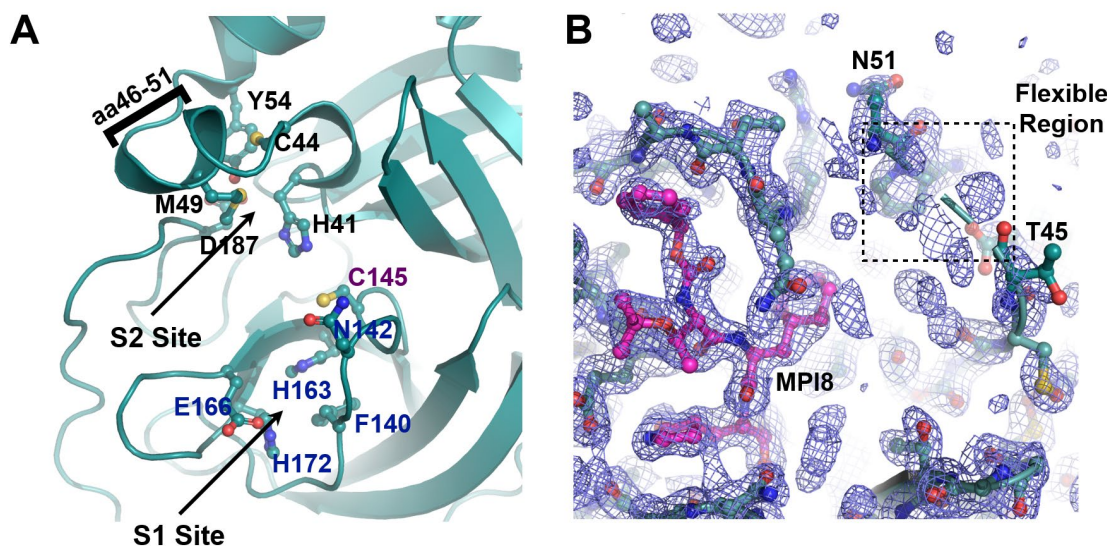 A
aa46-51
Y54
C44
M49
D187
H41
C145
S2 Site
N142
H163
E166
F140
H172
S1 Site
B
N51
Flexible
Region
T45
MPI8